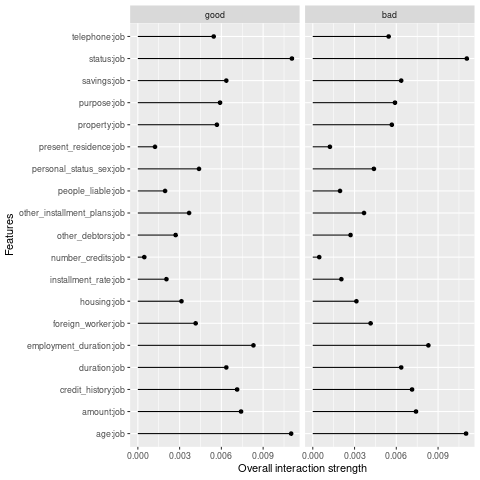 good bad
telephone:job
status:job
savings:job
purpose:job
property:job
present_residence:job
personal_status_sex:job
people_liable:job
other_installment_plans:job
other_debtors:job
number_credits:job
installment_rate:job
housing:job
foreign_worker:job
employment_duration:job
duration:job
credit_history:job
amount:job
age:job
Features
0.000 0.003 0.006 0.009 0.000 0.003 0.006 0.009
Overall interaction strength